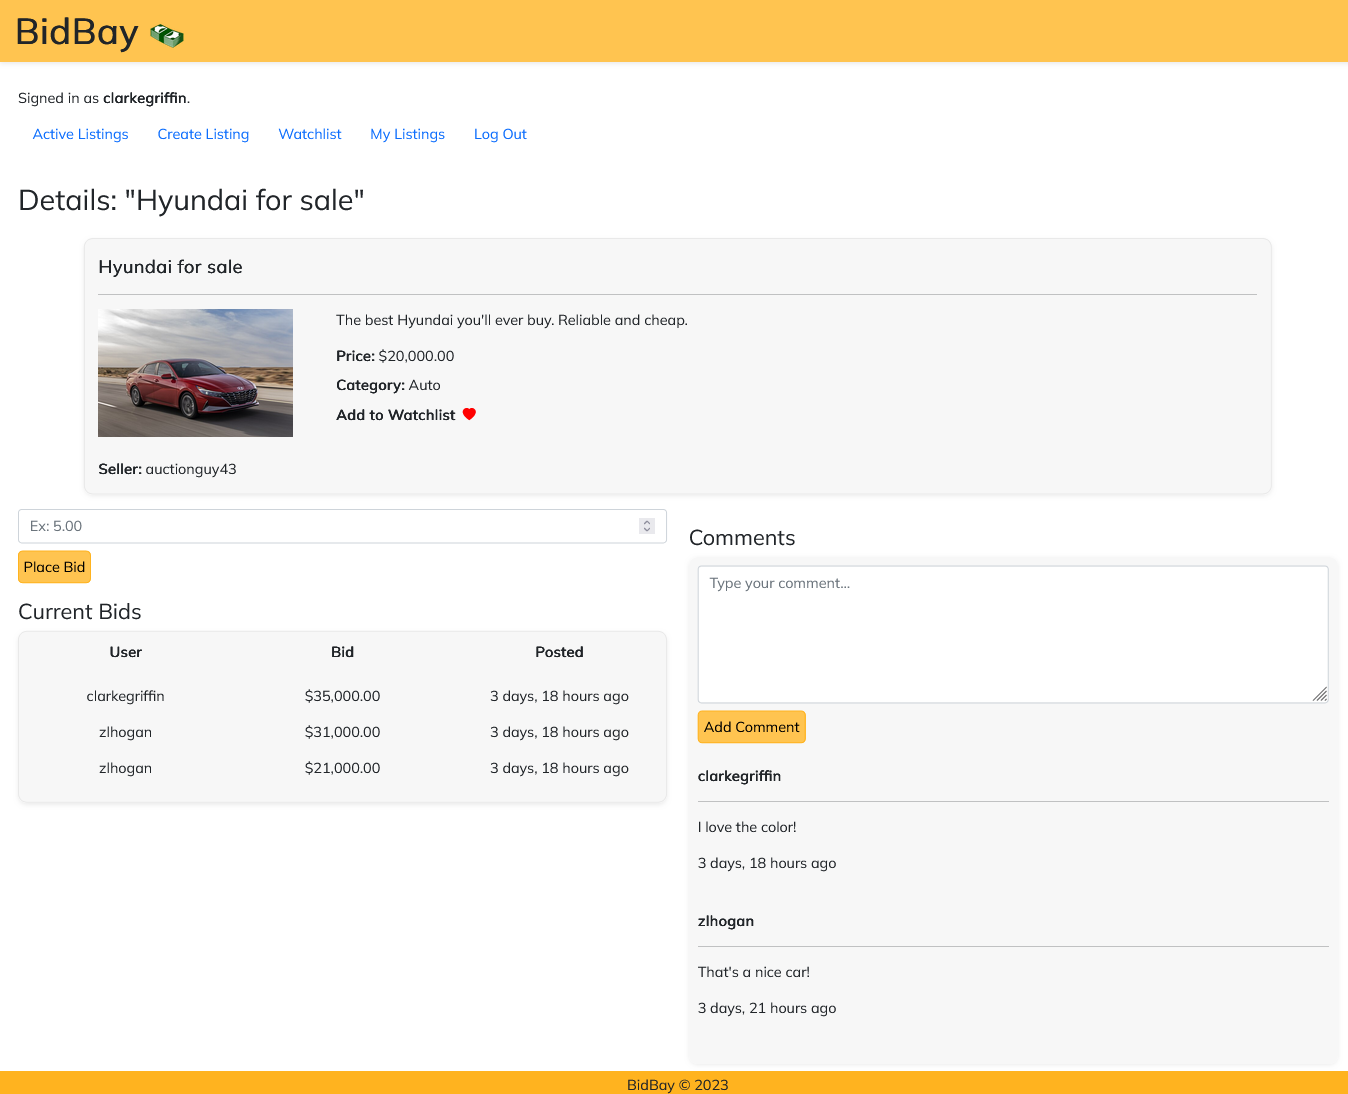 BidBay
Signed in as clarkegriffin.
Active Listings Create Listing Watchlist My Listings Log Out
Details: "Hyundai for sale"
Hyundai for sale
The best Hyundai you'll ever buy. Reliable and cheap.
Price: $20,000.00
Category: Auto
Add to Watchlist
Seller: auctionguy43
Ex: 5.00
Place Bid
Current Bids
User Bid Posted
clarkegriffin $35,000.00 3 days, 18 hours ago
zlhogan $31,000.00 3 days, 18 hours ago
zlhogan $21,000.00 3 days, 18 hours ago
Comments
Type your comment...
Add Comment
clarkegriffin
I love the color!
3 days, 18 hours ago
zlhogan
That's a nice car!
3 days, 21 hours ago
BidBay © 2023